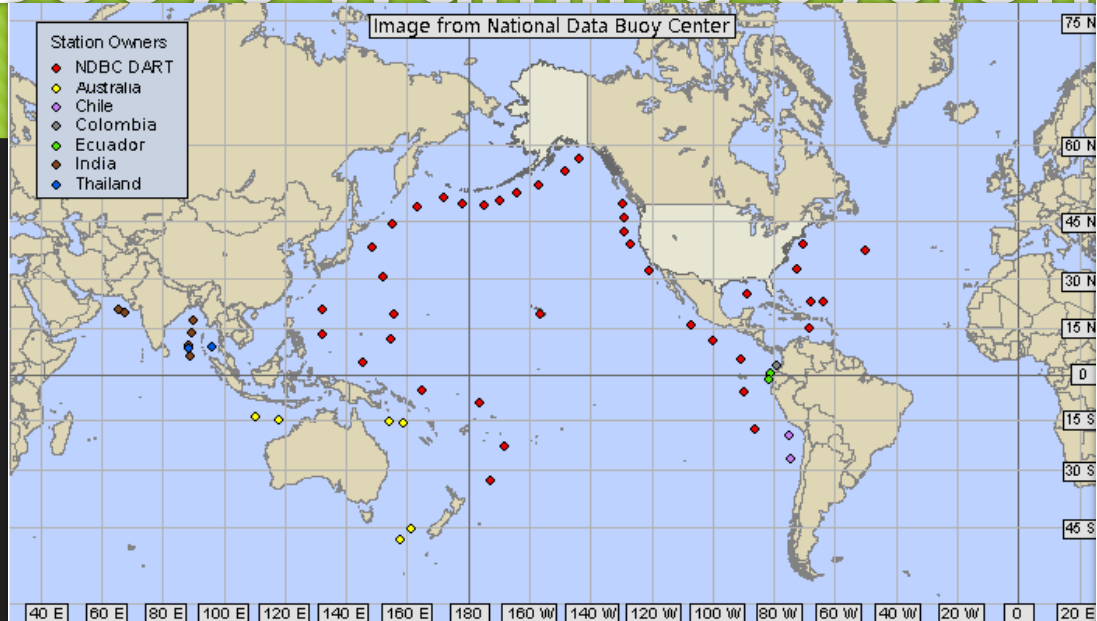 Image from National Data Buoy Center
Station Owners
NDBC DART
Australia
Chile
Colombia
Ecuador
India
Thailand
75 N
60 N
45 N
30 N
15 N
0
15 S
30 S
45 S
40 E 60 E 80 E 100 E 120 E 140 E 160 E 180 160 W 140 W 120 W 100 W 80 W 60 W 40 W 20 W 0 20 E